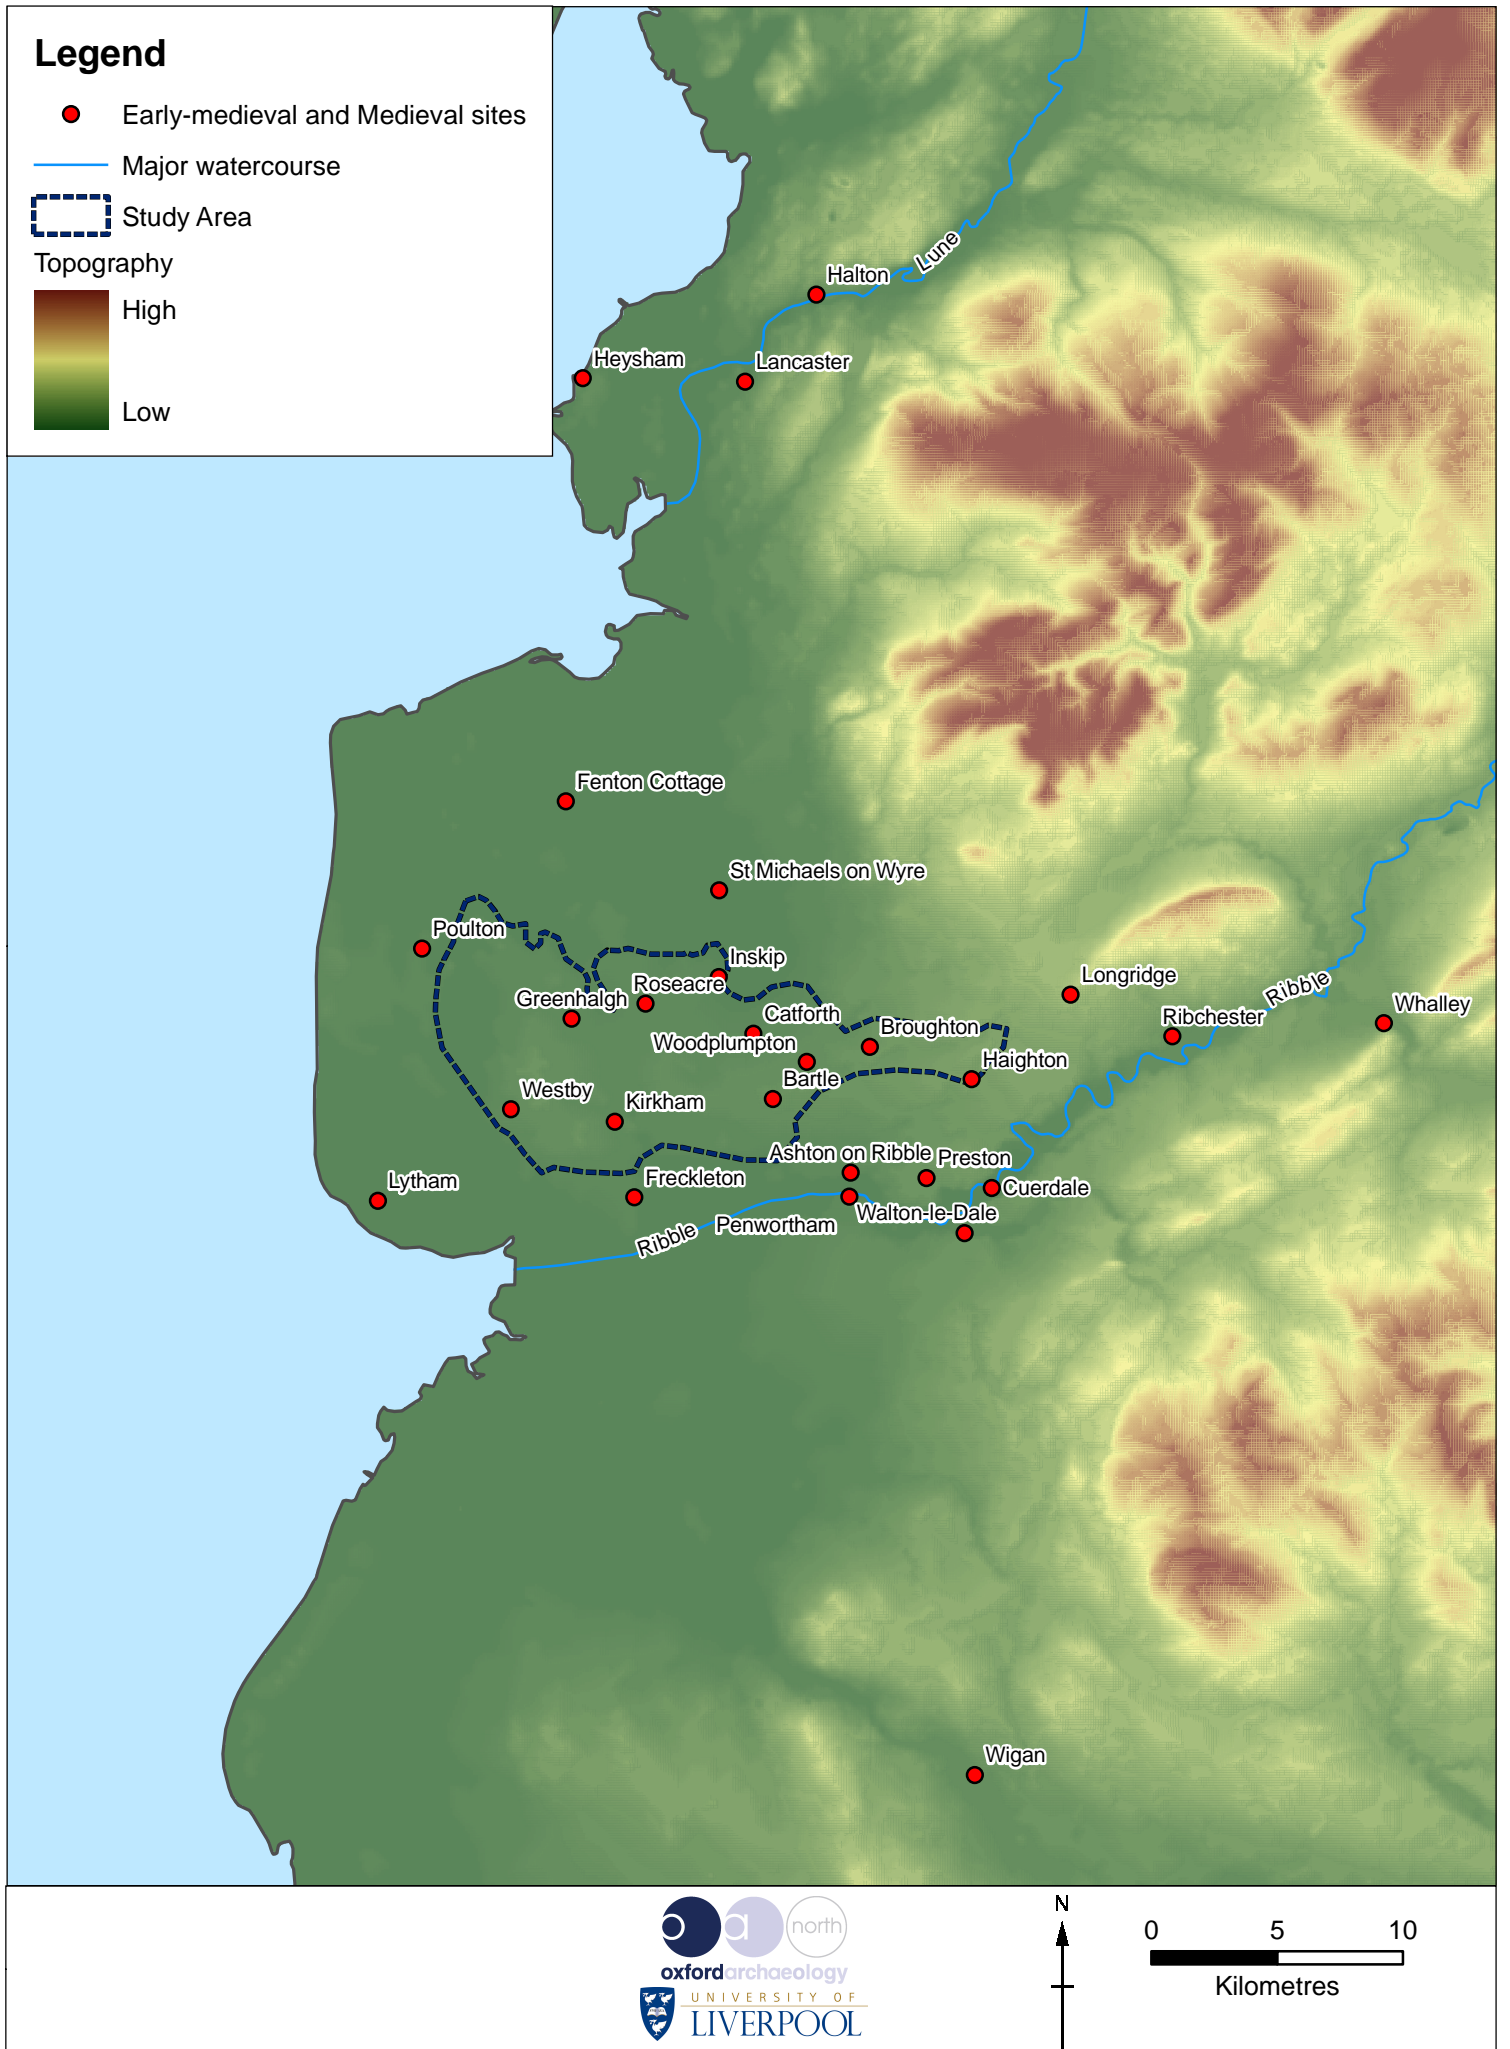 Legend
Early-medieval and Medieval sites
Major watercourse
Study Area
Topography
High
Low
Lune
Halton
Heysham
Lancaster
Fenton Cottage
St Michaels on Wyre
Poulton
Inskip
Longridge
Roseacre
Ribble
Greenhalgh
Whalley
Catforth
Ribchester
Broughton
Woodplumpton
Haighton
Bartle
Westby
Kirkham
Ashton on Ribble
Preston
Lytham
Freckleton
Cuerdale
Walton-le-Dale
Penwortham
Ribble
Wigan
o a north
oxfordarchaeology
UNIVERSITY OF
LIVERPOOL
N
0 5 10
Kilometres